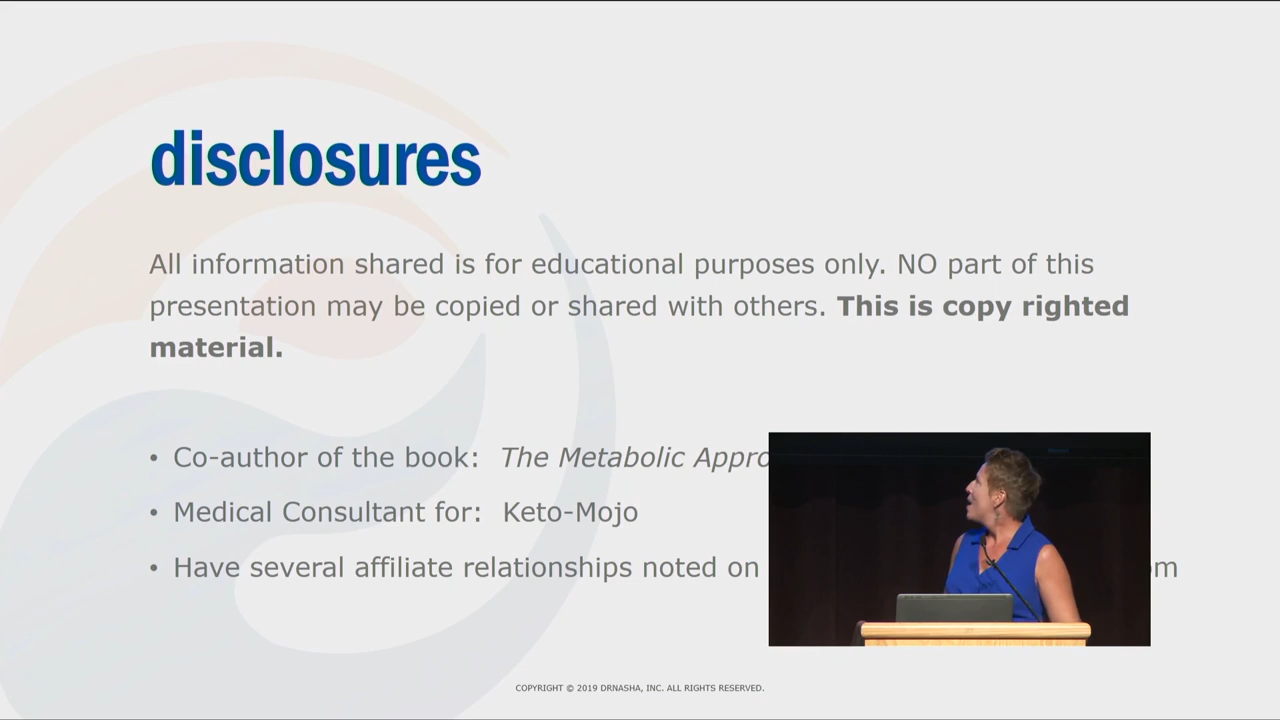 disclosures
All information shared is for educational purposes only. NO part of this
presentation may be copied or shared with others. This is copy righted
material.
• Co-author of the book: The Metabolic Appro
• Medical Consultant for: Keto-Mojo
• Have several affiliate relationships noted on om
COPYRIGHT © 2019 DRNASHA, INC. ALL RIGHTS RESERVED.